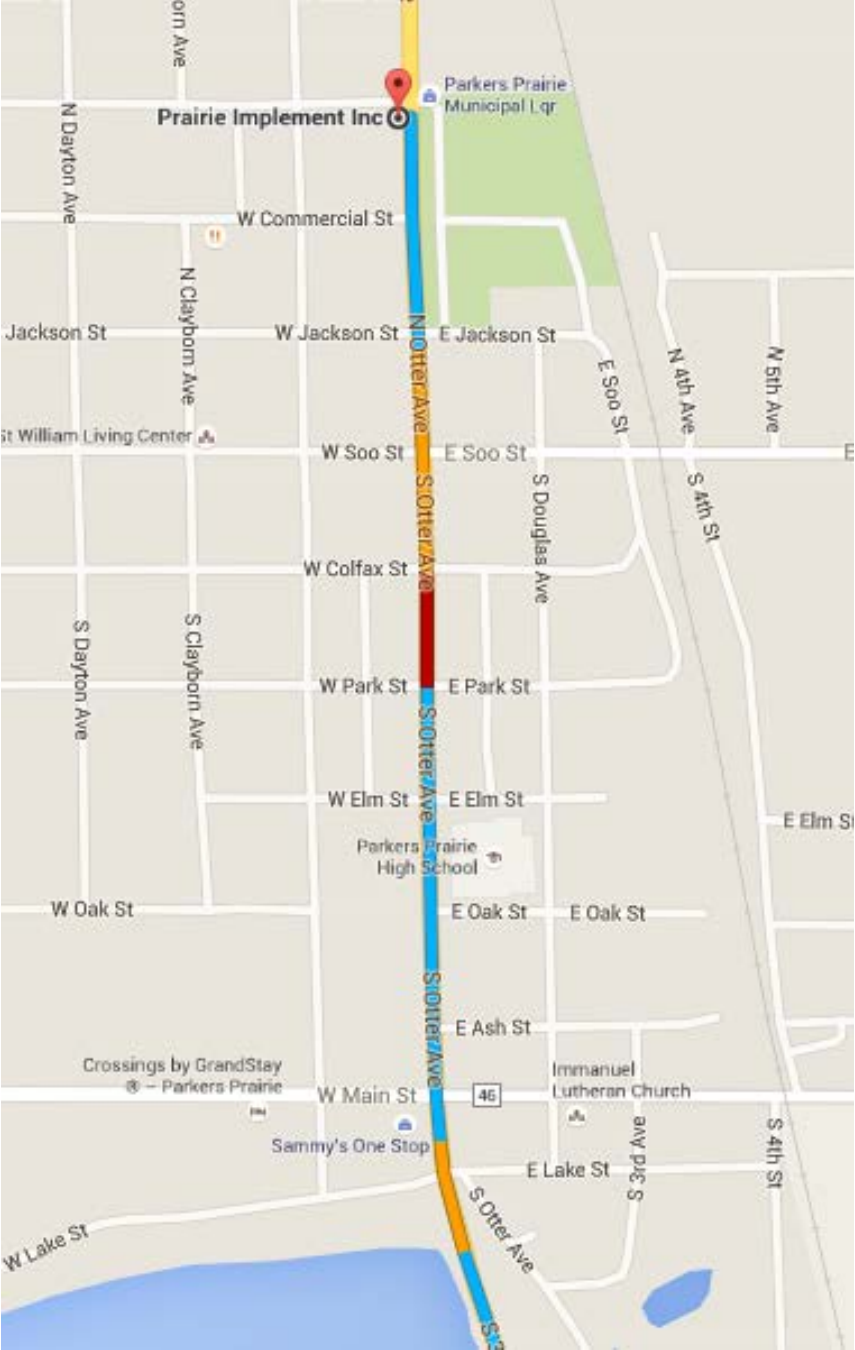 orn Ave
Parkers Prairie
Municipal Lqr
Prairie Implement Inc
N Dayton Ave
W Commercial St
N Clayborn Ave
Jackson St
W Jackson St
E Jackson St
N Otter Ave
E Soo St
N 4th Ave
N 5th Ave
St William Living Center
W Soo St
E Soo St
E
S Otter Ave
S Douglas Ave
S 4th St
W Colfax St
S Dayton Ave
S Clayborn Ave
W Park St
E Park St
S Otter Ave
W Elm St
E Elm St
E Elm St
Parkers Prairie
High School
W Oak St
E Oak St
E Oak St
S Otter Ave
E Ash St
Crossings by GrandStay
® – Parkers Prairie
W Main St
46
Immanuel
Lutheran Church
Sammy's One Stop
S 3rd Ave
S 4th St
E Lake St
S Otter Ave
W Lake St
S 3